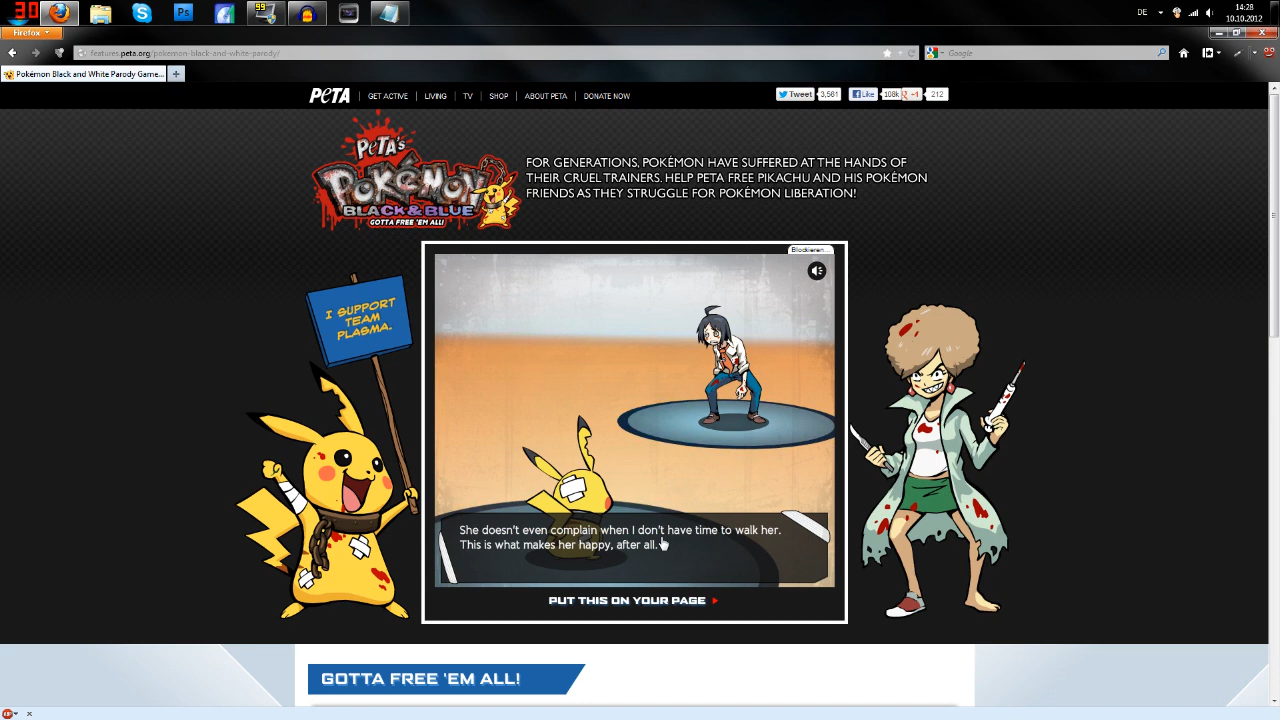 30
99
DE
14:28
10.10.2012
Firefox
features.peta.org/pokemon-black-and-white-parody/
Google
Pokémon Black and White Parody Game...
PETA
GET ACTIVE
LIVING
TV
SHOP
ABOUT PETA
DONATE NOW
Tweet
3,561
Like
108k
+1
212
PETA's
POKéMON
BLACK & BLUE
GOTTA FREE 'EM ALL!
FOR GENERATIONS, POKÉMON HAVE SUFFERED AT THE HANDS OF
THEIR CRUEL TRAINERS. HELP PETA FREE PIKACHU AND HIS POKÉMON
FRIENDS AS THEY STRUGGLE FOR POKÉMON LIBERATION!
Blockieren...
I SUPPORT
TEAM
PLASMA.
She doesn't even complain when I don't have time to walk her.
This is what makes her happy, after all.
PUT THIS ON YOUR PAGE
GOTTA FREE 'EM ALL!